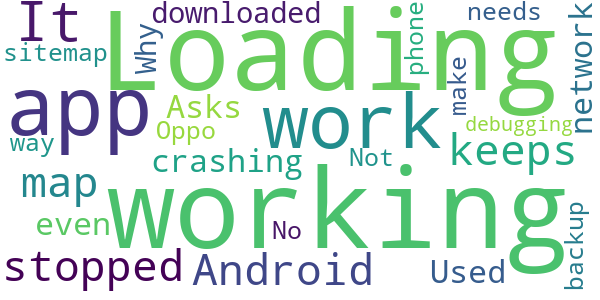 It
downloaded
needs
sitemap
Why
Loading
phone
network
app
Asks
work
make
Oppo
debugging
way
crashing
Not
keeps
map
working
even
No
backup
stopped
Android
Used